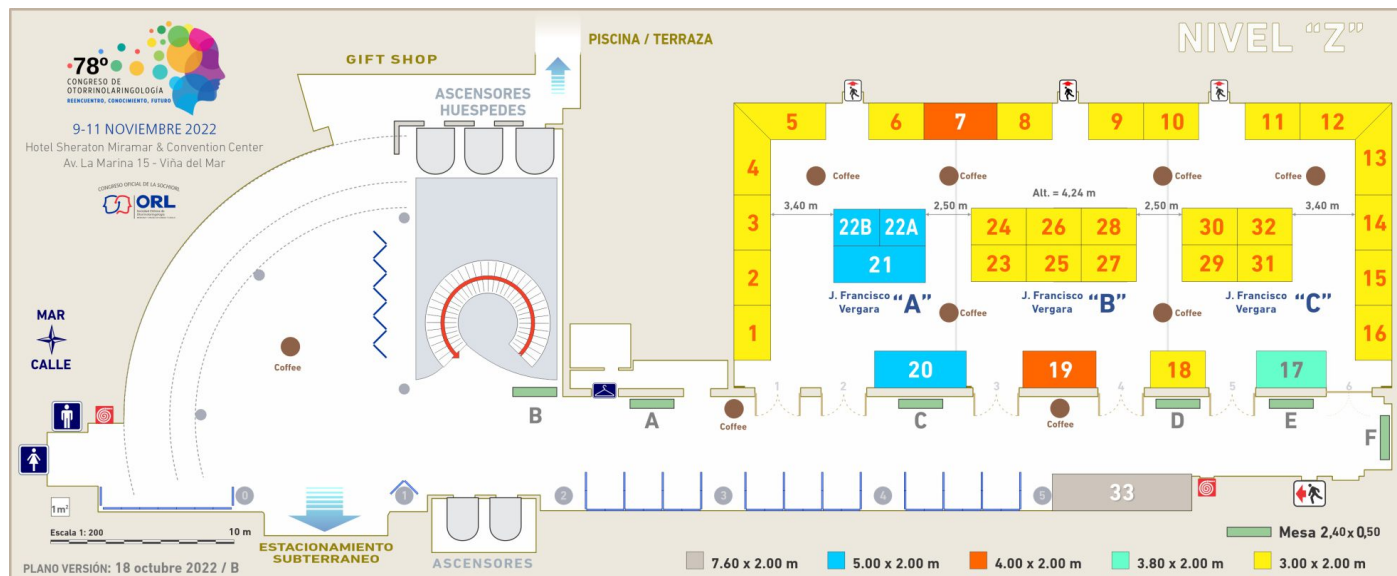 78º
CONGRESO DE
OTORRINOLARINGOLOGÍA
REENCUENTRO, CONOCIMIENTO, FUTURO
9-11 NOVIEMBRE 2022
Hotel Sheraton Miramar & Convention Center
Av. La Marina 15 - Viña del Mar
CONGRESO OFICIAL DE LA SOCHIORL
ORL
GIFT SHOP
PISCINA / TERRAZA
NIVEL "Z"
ASCENSORES
HUESPEDES
5
6
7
8
9
10
11
12
4
13
Coffee
Coffee
Coffee
Coffee
Alt. = 4,24 m
3,40 m
2,50 m
2,50 m
3,40 m
3
22B
22A
24
26
28
30
32
14
2
21
23
25
27
29
31
15
J. Francisco
Vergara
"A"
J. Francisco
Vergara
"B"
J. Francisco
Vergara
"C"
Coffee
Coffee
1
16
MAR
CALLE
Coffee
20
19
18
17
1
2
3
4
5
6
B
A
Coffee
C
Coffee
D
E
F
0
1
2
3
4
5
33
1m²
Escala 1: 200
10 m
ESTACIONAMIENTO
SUBTERRANEO
ASCENSORES
Mesa 2,40 x 0,50
PLANO VERSIÓN: 18 octubre 2022 / B
7.60 x 2.00 m
5.00 x 2.00 m
4.00 x 2.00 m
3.80 x 2.00 m
3.00 x 2.00 m